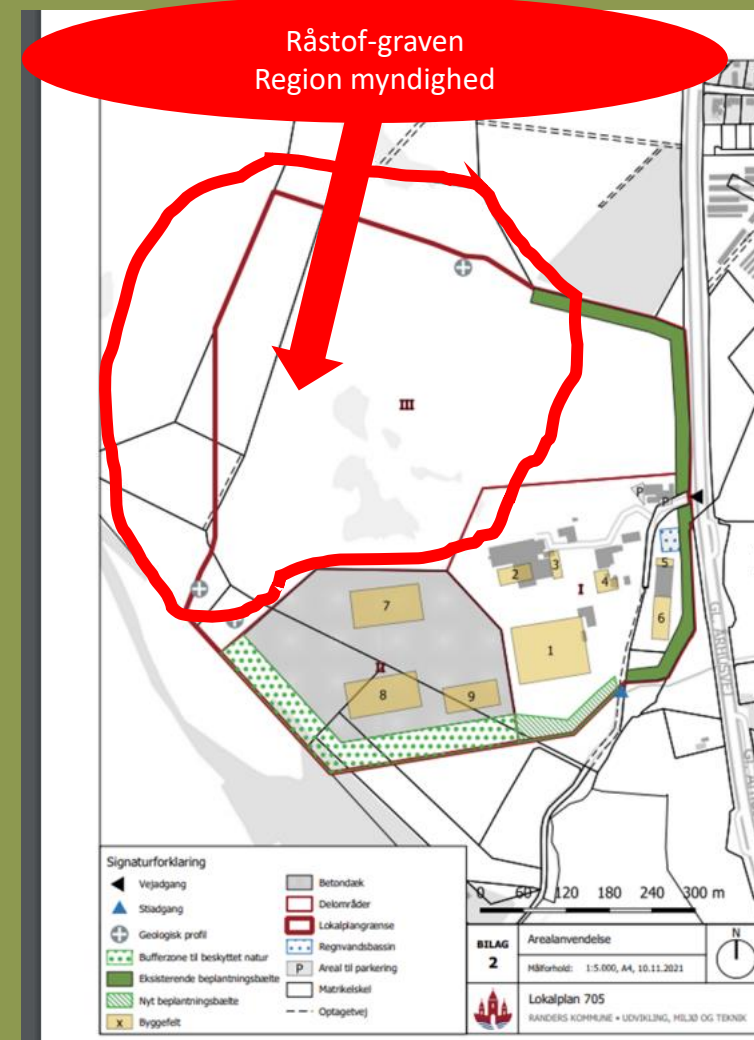 Råstof-graven
Region myndighed
III
P
P
2
3
4
5
I
6
7
1
II
8
9
GL. ÅRHUSVEJ
Signaturforklaring
Vejadgang
Stiadgang
Geologisk profil
Bufferzone til beskyttet natur
Eksisterende beplantningsbælte
Nyt beplantningsbælte
x Byggefelt
Betondæk
Delområder
Lokalplangrænse
Regnvandsbassin
P Areal til parkering
Matrikelskel
Optagetvej
0 60 120 180 240 300 m
BILAG
2
Arealanvendelse
Målforhold: 1:5.000, A4, 10.11.2021
N
Lokalplan 705
RANDERS KOMMUNE • UDVIKLING, MILJØ OG TEKNIK